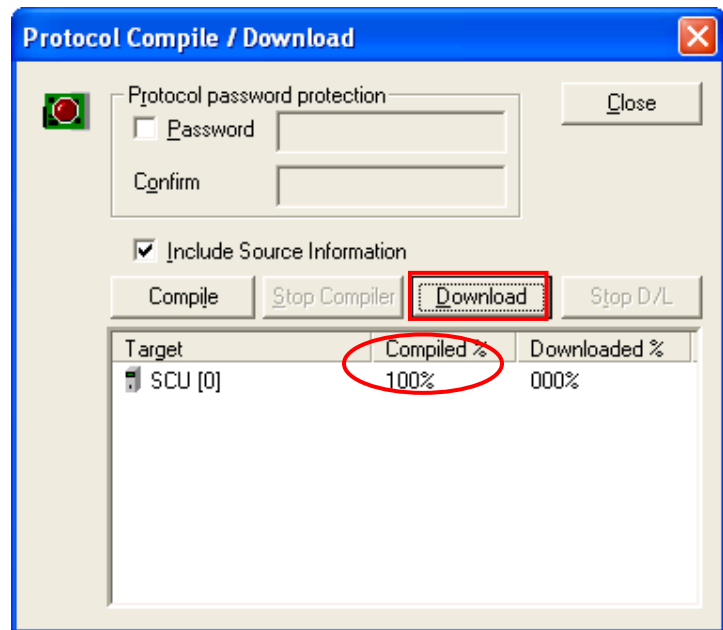 Protocol Compile / Download
Protocol password protection
Close
Password
Confirm
Include Source Information
Compile Stop Compiler Download Stop D/L
Target Compiled % Downloaded %
SCU [0] 100% 000%